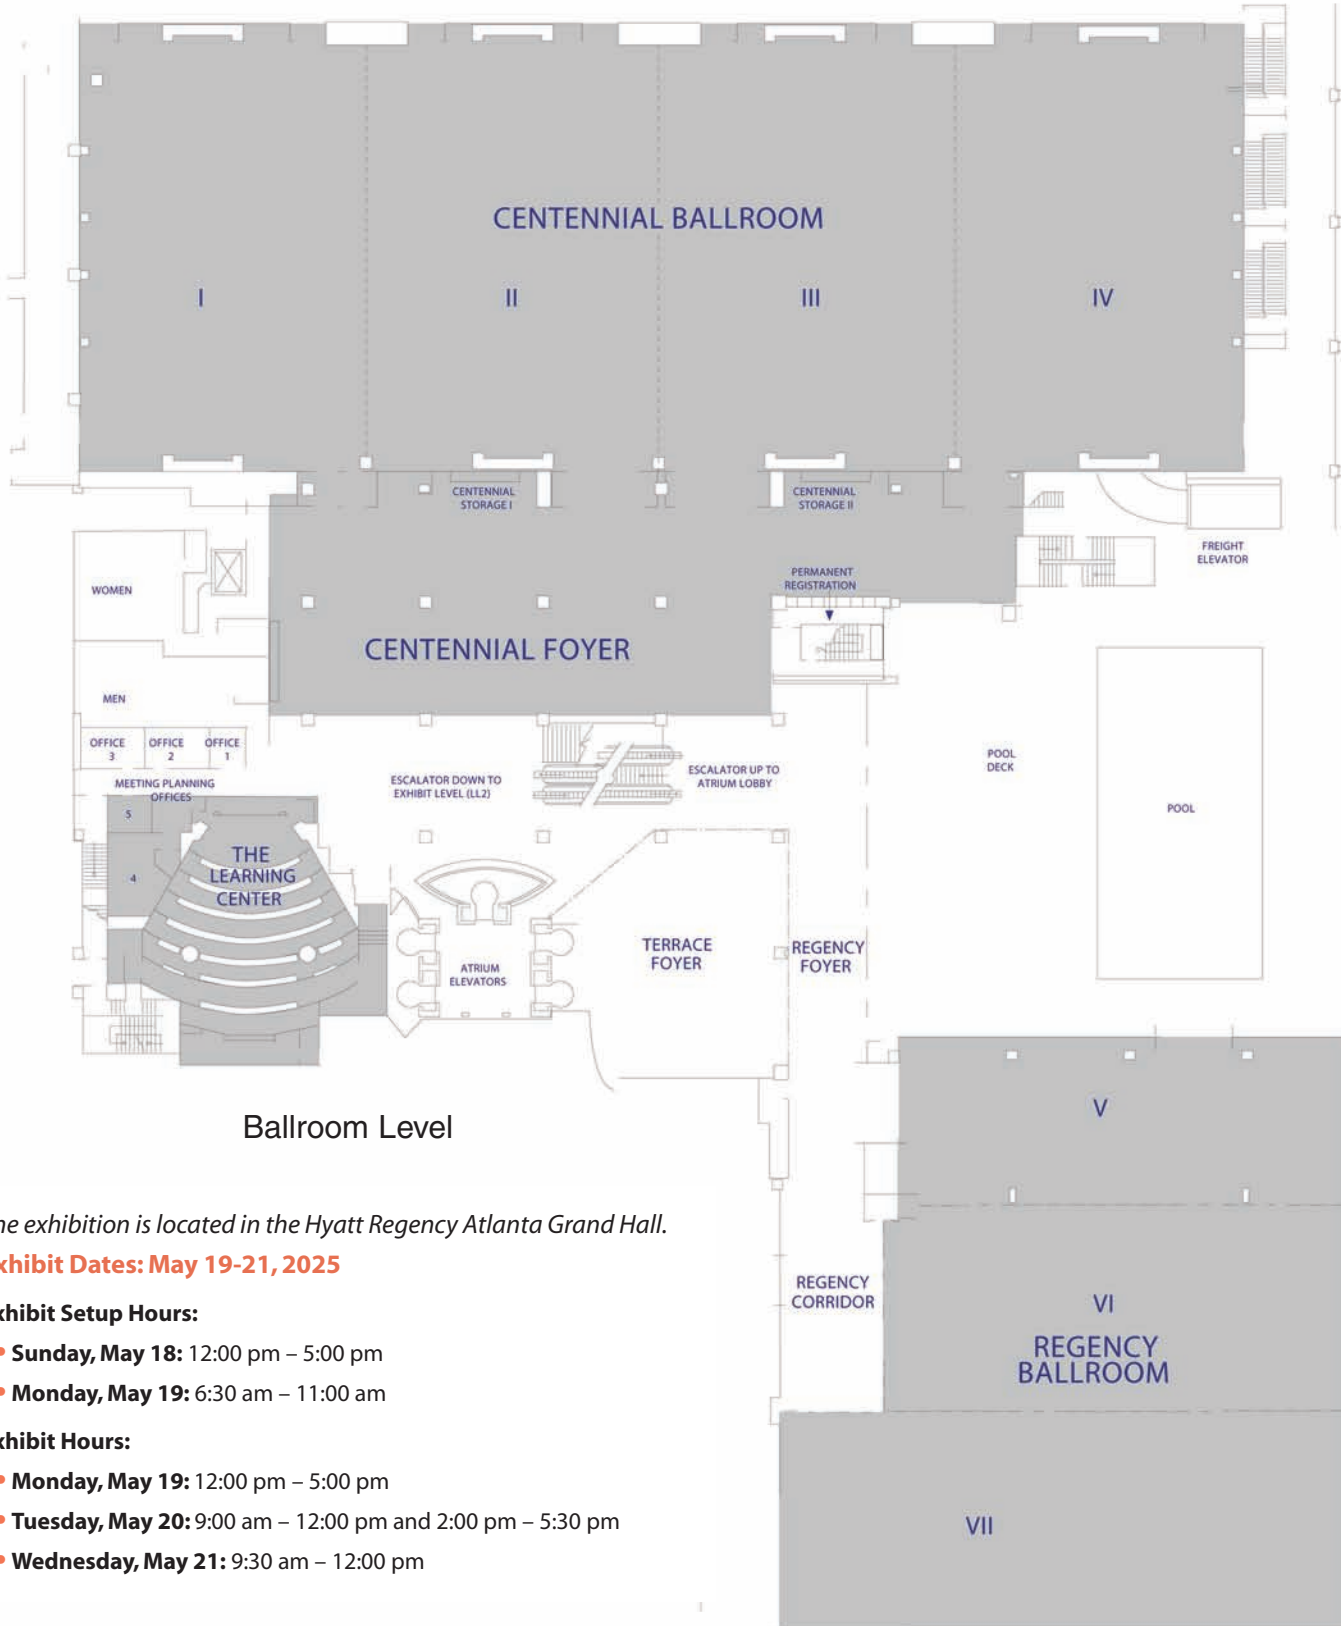 CENTENNIAL BALLROOM
I
II
III
IV
CENTENNIAL
STORAGE I
CENTENNIAL
STORAGE II
FREIGHT
ELEVATOR
PERMANENT
REGISTRATION
WOMEN
CENTENNIAL FOYER
MEN
OFFICE
3
OFFICE
2
OFFICE
1
MEETING PLANNING
OFFICES
ESCALATOR DOWN TO
EXHIBIT LEVEL (LL2)
ESCALATOR UP TO
ATRIUM LOBBY
POOL
DECK
POOL
5
4
THE
LEARNING
CENTER
ATRIUM
ELEVATORS
TERRACE
FOYER
REGENCY
FOYER
V
Ballroom Level
he exhibition is located in the Hyatt Regency Atlanta Grand Hall.
xhibit Dates: May 19-21, 2025
xhibit Setup Hours:
• Sunday, May 18: 12:00 pm – 5:00 pm
• Monday, May 19: 6:30 am – 11:00 am
xhibit Hours:
• Monday, May 19: 12:00 pm – 5:00 pm
• Tuesday, May 20: 9:00 am – 12:00 pm and 2:00 pm – 5:30 pm
• Wednesday, May 21: 9:30 am – 12:00 pm
REGENCY
CORRIDOR
VI
REGENCY
BALLROOM
VII